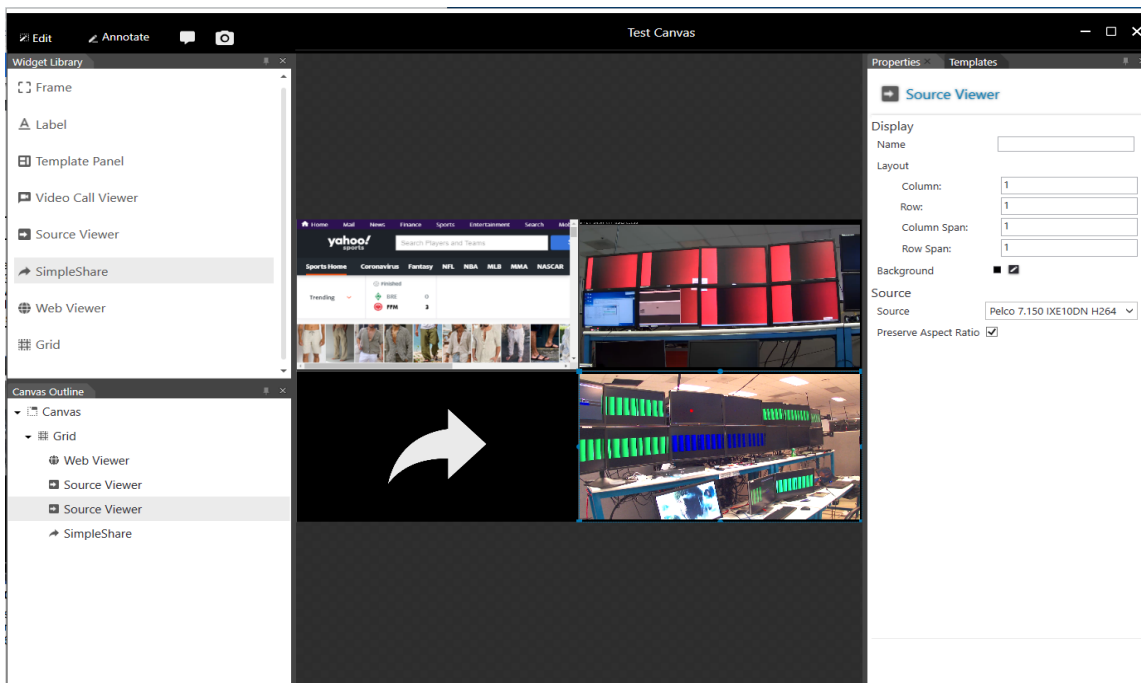 Edit
Annotate
Test Canvas
Widget Library
Frame
Label
Template Panel
Video Call Viewer
Source Viewer
SimpleShare
Web Viewer
Grid
Canvas Outline
Canvas
Grid
Web Viewer
Source Viewer
Source Viewer
SimpleShare
Home Mail News Finance Sports Entertainment Search
yahoo!
sports
Search Players and Teams
Sports Home Coronavirus Fantasy NFL NBA MLB MMA NASCAR
Finished
Trending
0
FFM 3
Properties Templates
Source Viewer
Display
Name
Layout
Column: 1
Row: 1
Column Span: 1
Row Span: 1
Background
Source
Source Pelco 7.150 IXE10DN H264
Preserve Aspect Ratio